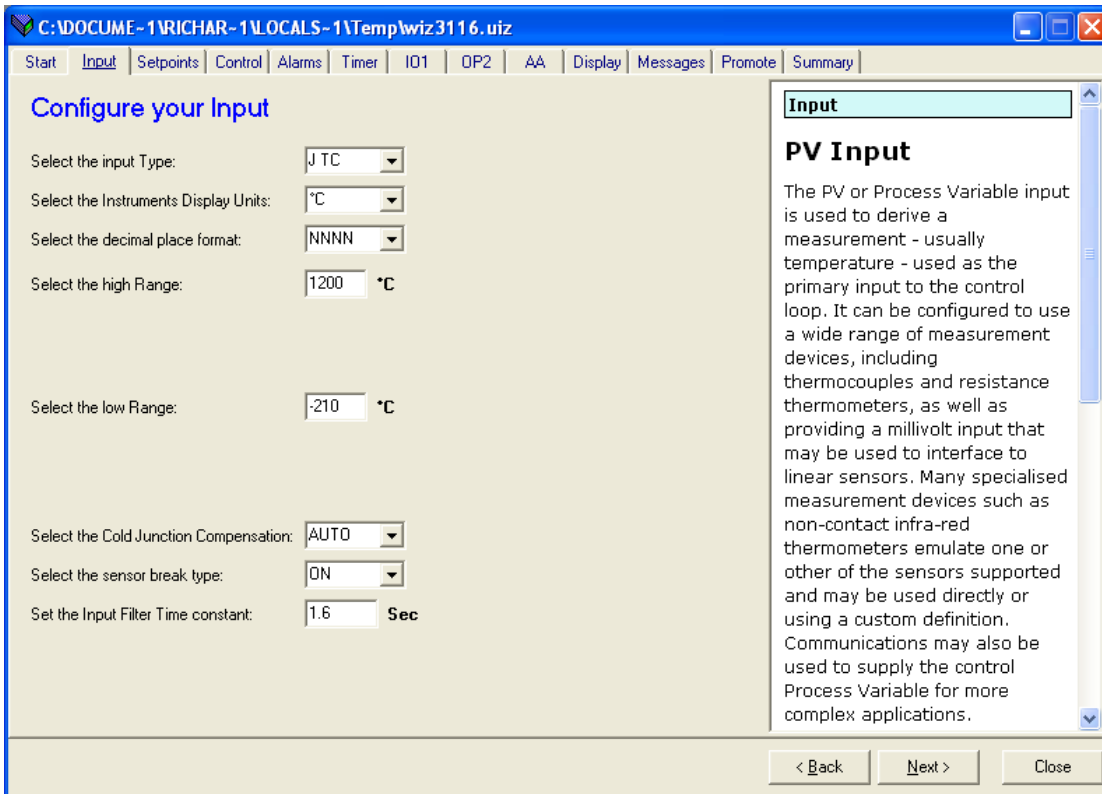 C:\DOCUME~1\RICHAR~1\LOCALS~1\Temp\wiz3116.uiz
Start Input Setpoints Control Alarms Timer IO1 OP2 AA Display Messages Promote Summary
Configure your Input
Select the input Type: J TC
Select the Instruments Display Units: °C
Select the decimal place format: NNNN
Select the high Range: 1200 °C
Select the low Range: -210 °C
Select the Cold Junction Compensation: AUTO
Select the sensor break type: ON
Set the Input Filter Time constant: 1.6 Sec
Input
PV Input
The PV or Process Variable input
is used to derive a
measurement - usually
temperature - used as the
primary input to the control
loop. It can be configured to use
a wide range of measurement
devices, including
thermocouples and resistance
thermometers, as well as
providing a millivolt input that
may be used to interface to
linear sensors. Many specialised
measurement devices such as
non-contact infra-red
thermometers emulate one or
other of the sensors supported
and may be used directly or
using a custom definition.
Communications may also be
used to supply the control
Process Variable for more
complex applications.
< Back Next > Close